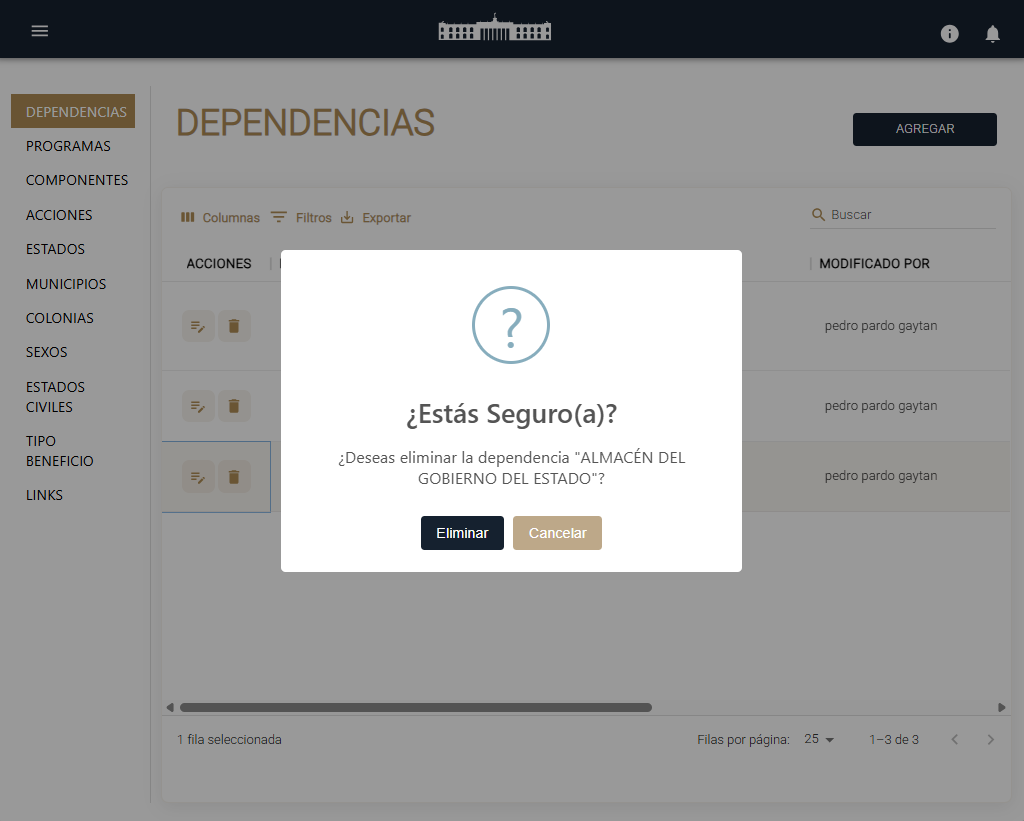 DEPENDENCIAS
PROGRAMAS
COMPONENTES
ACCIONES
ESTADOS
MUNICIPIOS
COLONIAS
SEXOS
ESTADOS
CIVILES
TIPO
BENEFICIO
LINKS
DEPENDENCIAS
AGREGAR
Columnas Filtros Exportar
Buscar
ACCIONES MODIFICADO POR
pedro pardo gaytan
pedro pardo gaytan
pedro pardo gaytan
?
¿Estás Seguro(a)?
¿Deseas eliminar la dependencia "ALMACÉN DEL
GOBIERNO DEL ESTADO"?
Eliminar Cancelar
1 fila seleccionada
Filas por página: 25 1–3 de 3